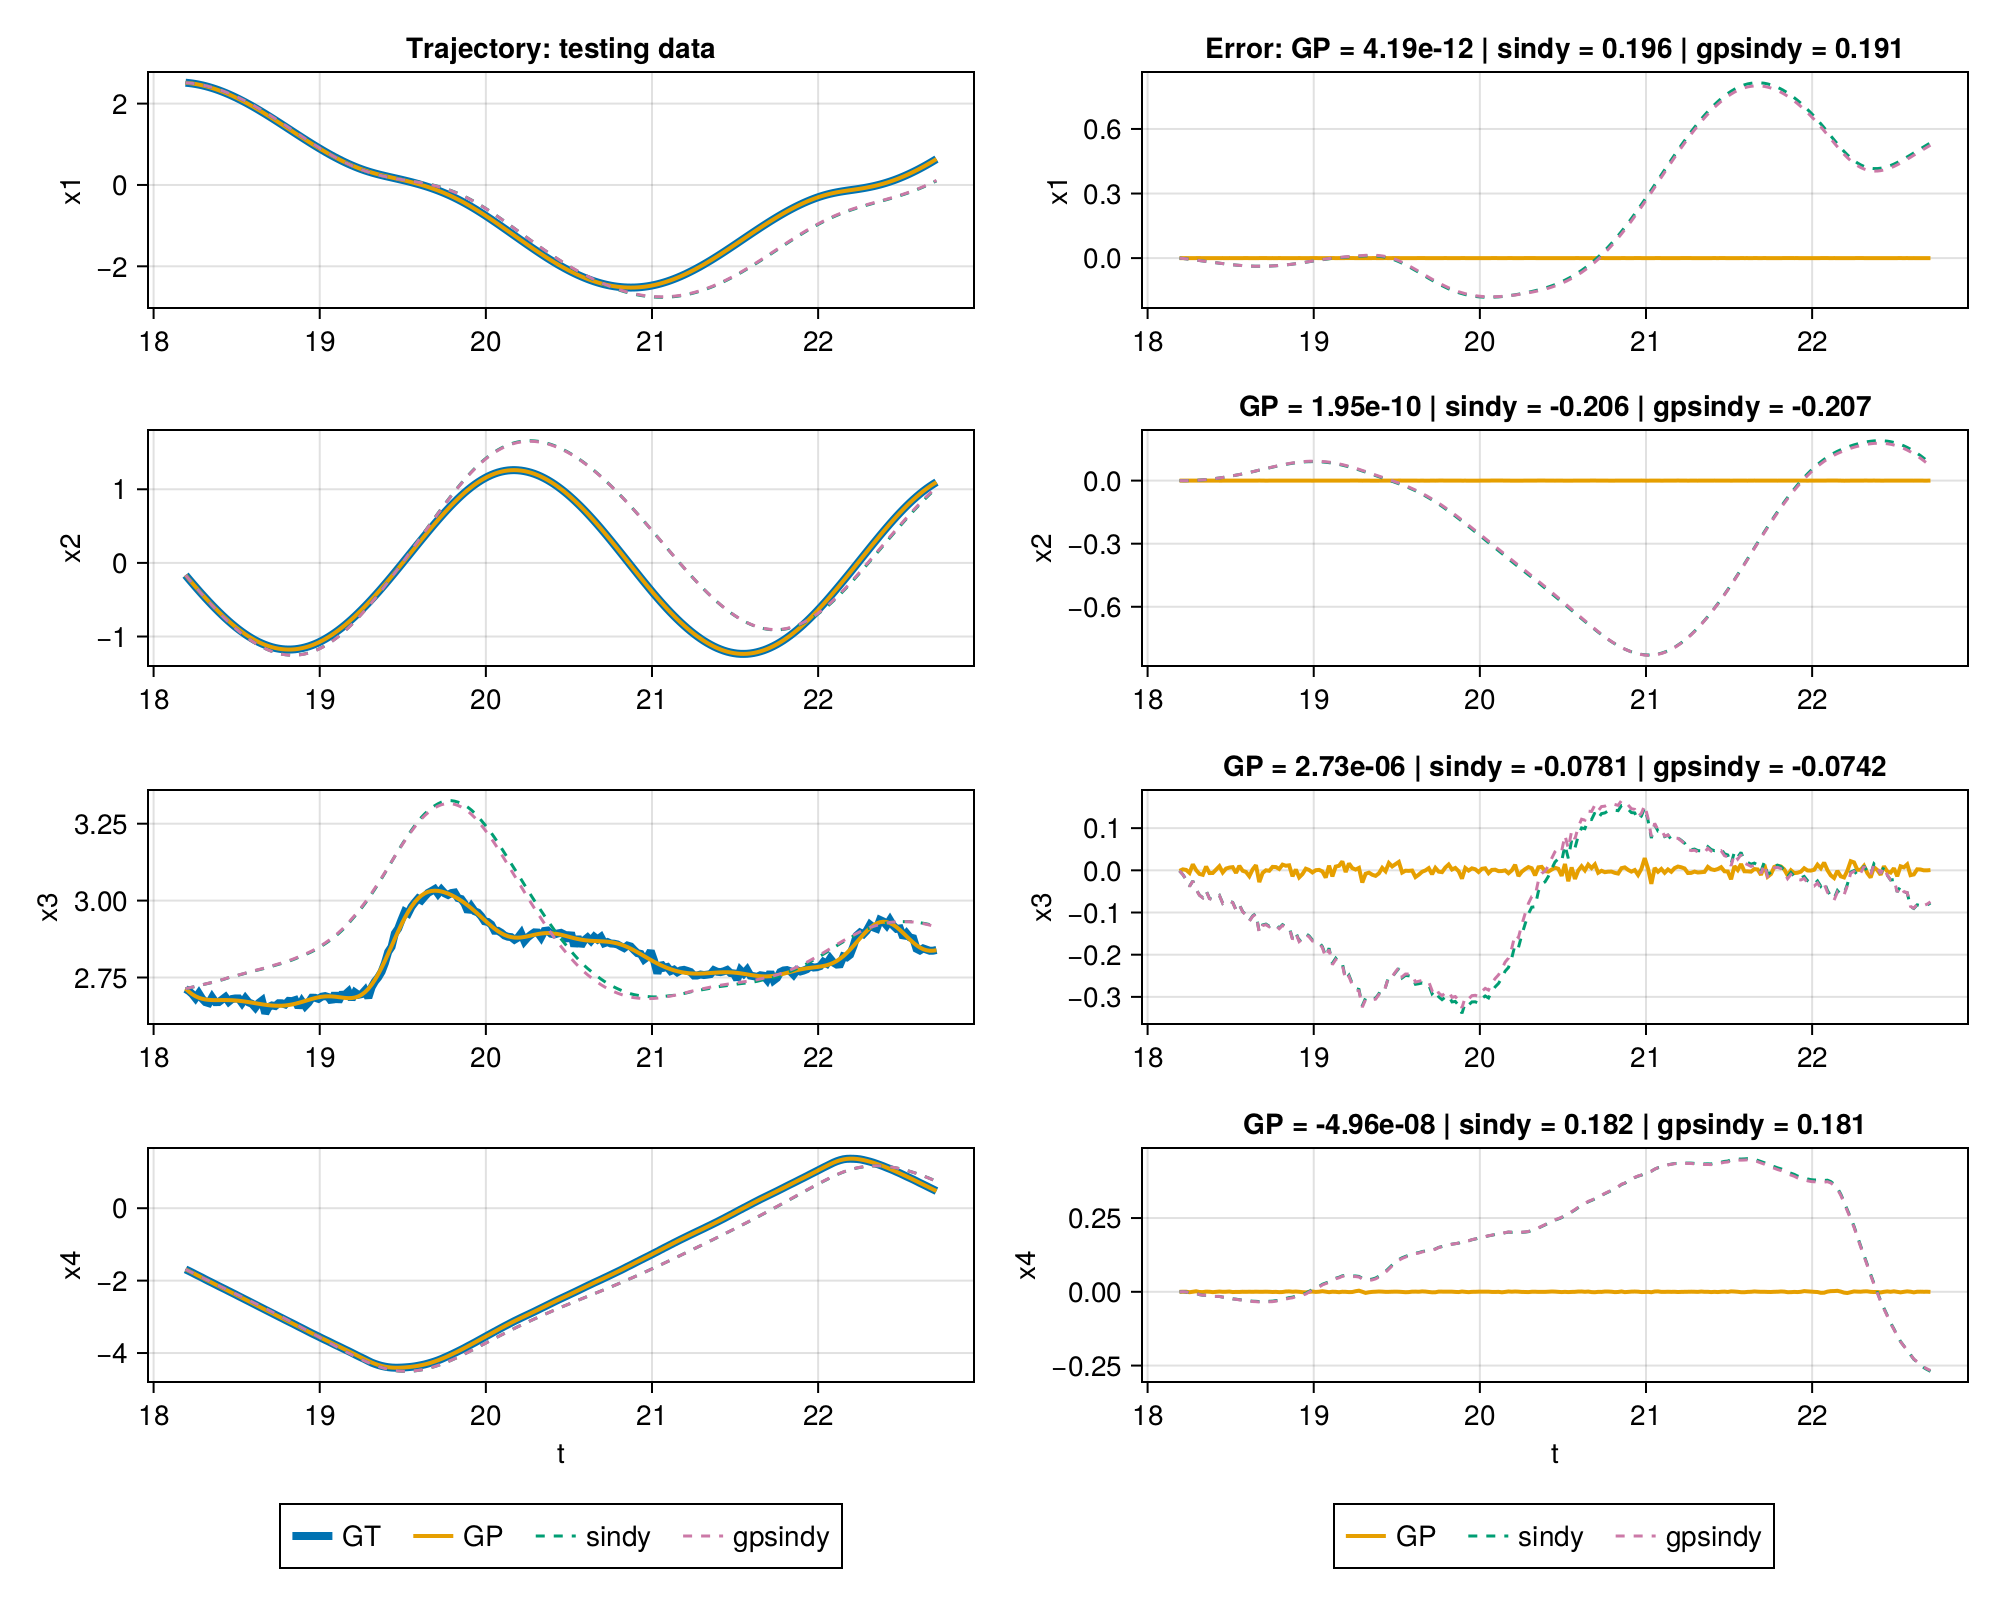 Trajectory: testing data
x1
2
0
−2
18 19 20 21 22
Error: GP = 4.19e-12 | sindy = 0.196 | gpsindy = 0.191
x1
0.6
0.3
0.0
18 19 20 21 22
x2
1
0
−1
18 19 20 21 22
GP = 1.95e-10 | sindy = -0.206 | gpsindy = -0.207
x2
0.0
−0.3
−0.6
18 19 20 21 22
x3
3.25
3.00
2.75
18 19 20 21 22
GP = 2.73e-06 | sindy = -0.0781 | gpsindy = -0.0742
x3
0.1
0.0
−0.1
−0.2
−0.3
18 19 20 21 22
x4
0
−2
−4
18 19 20 21 22
t
GP = -4.96e-08 | sindy = 0.182 | gpsindy = 0.181
x4
0.25
0.00
−0.25
18 19 20 21 22
t
GT GP sindy gpsindy
GP sindy gpsindy